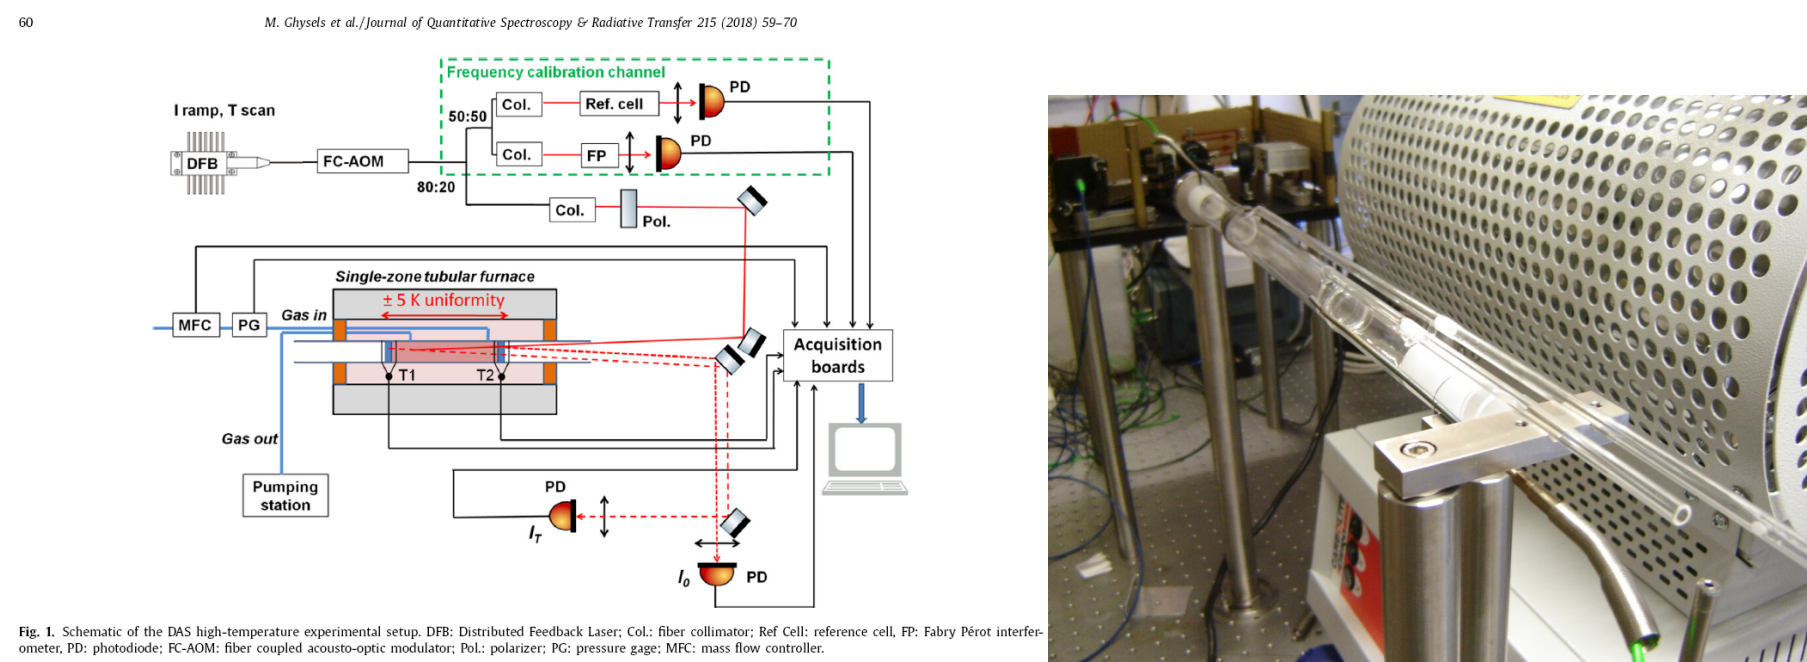 60
M. Ghysels et al./Journal of Quantitative Spectroscopy & Radiative Transfer 215 (2018) 59–70
Frequency calibration channel
I ramp, T scan
DFB
FC-AOM
50:50
80:20
Col.
Ref. cell
PD
Col.
FP
PD
Col.
Pol.
Single-zone tubular furnace
± 5 K uniformity
MFC
PG
Gas in
T1
T2
Acquisition
boards
Gas out
Pumping
station
PD
I_T
I_0
PD
Fig. 1. Schematic of the DAS high-temperature experimental setup. DFB: Distributed Feedback Laser; Col.: fiber collimator; Ref Cell: reference cell, FP: Fabry Pérot interfer-
ometer, PD: photodiode; FC-AOM: fiber coupled acousto-optic modulator; Pol.: polarizer; PG: pressure gage; MFC: mass flow controller.